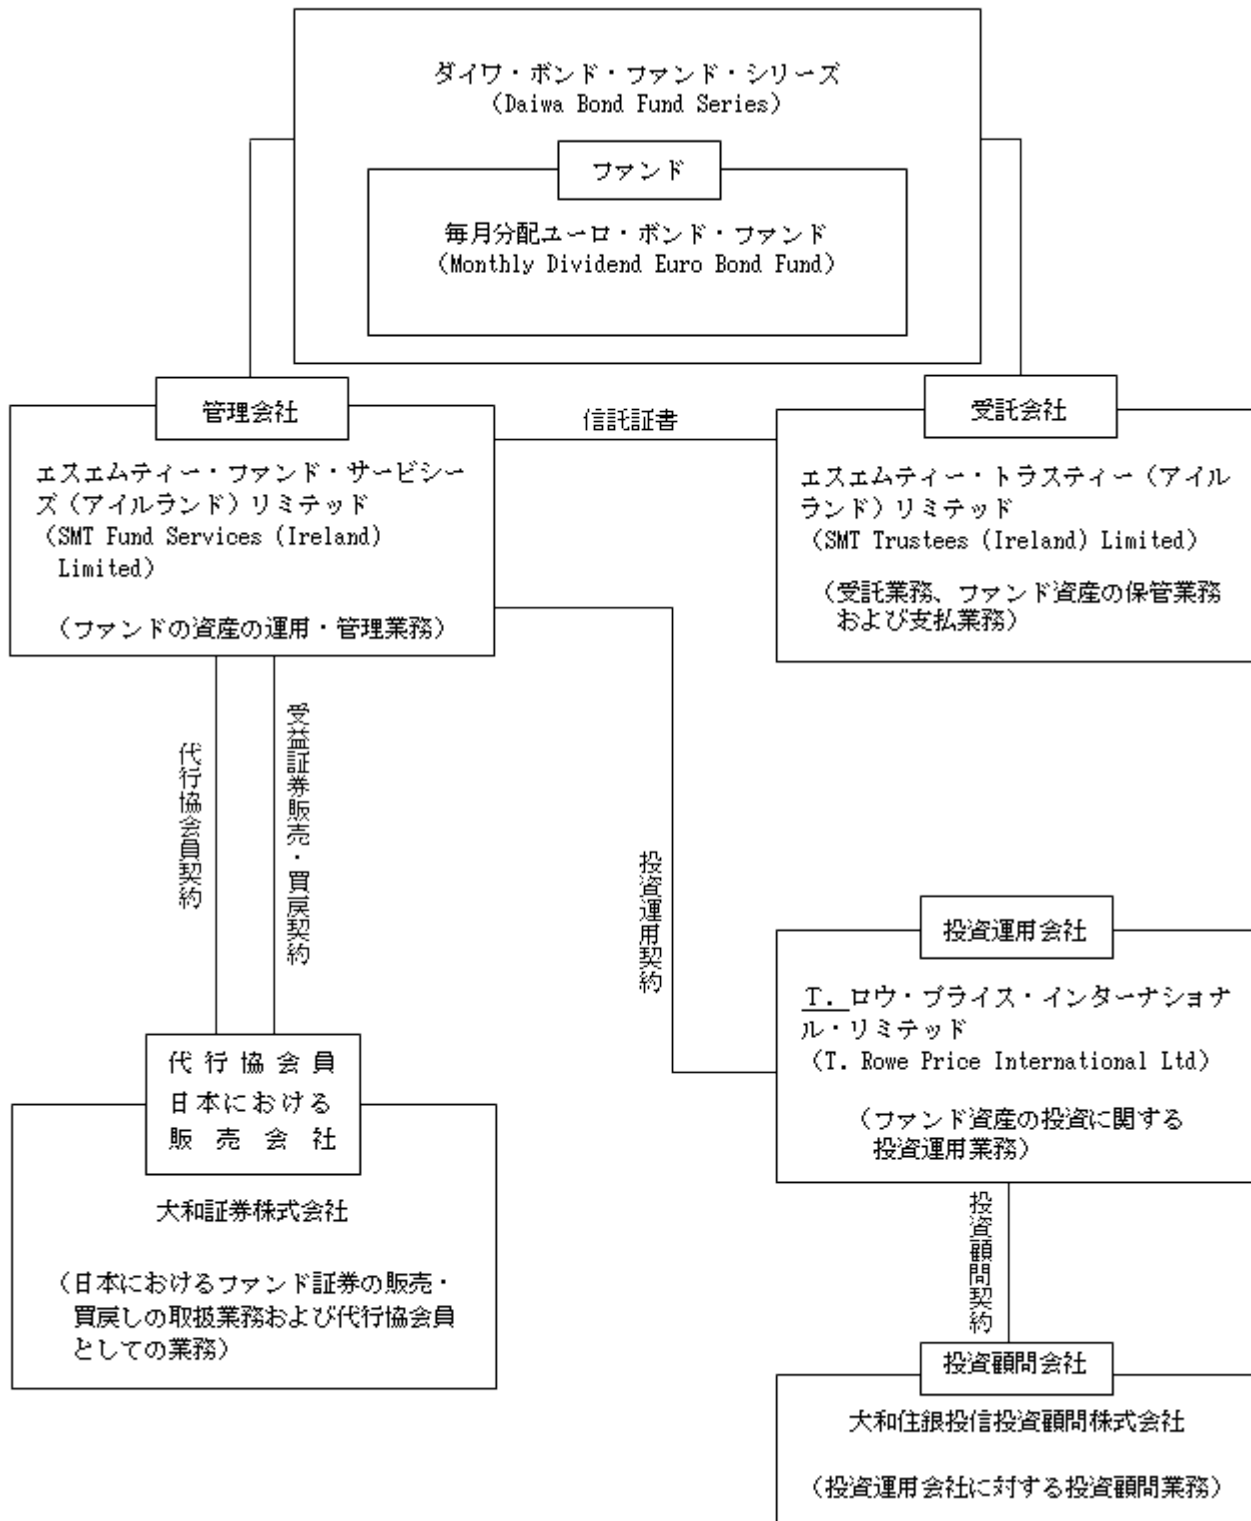 ダイワ・ボンド・ファンド・シリーズ
（Daiwa Bond Fund Series）
ファンド
毎月分配ユーロ・ボンド・ファンド
（Monthly Dividend Euro Bond Fund）
管理会社
エスエムティー・ファンド・サービシー
ズ（アイルランド）リミテッド
（SMT Fund Services (Ireland)
Limited）
（ファンドの資産の運用・管理業務）
信託証書
受託会社
エスエムティー・トラスティー（アイル
ランド）リミテッド
（SMT Trustees (Ireland) Limited）
（受託業務、ファンド資産の保管業務
および支払業務）
代行協会員契約
受益証券販売・買戻契約
投資運用契約
投資運用会社
Ｔ．ロウ・プライス・インターナショナ
ル・リミテッド
（T. Rowe Price International Ltd）
（ファンド資産の投資に関する
投資運用業務）
代行協会員
日本における
販売会社
大和証券株式会社
（日本におけるファンド証券の販売・
買戻しの取扱業務および代行協会員
としての業務）
投資顧問契約
投資顧問会社
大和住銀投信投資顧問株式会社
（投資運用会社に対する投資顧問業務）